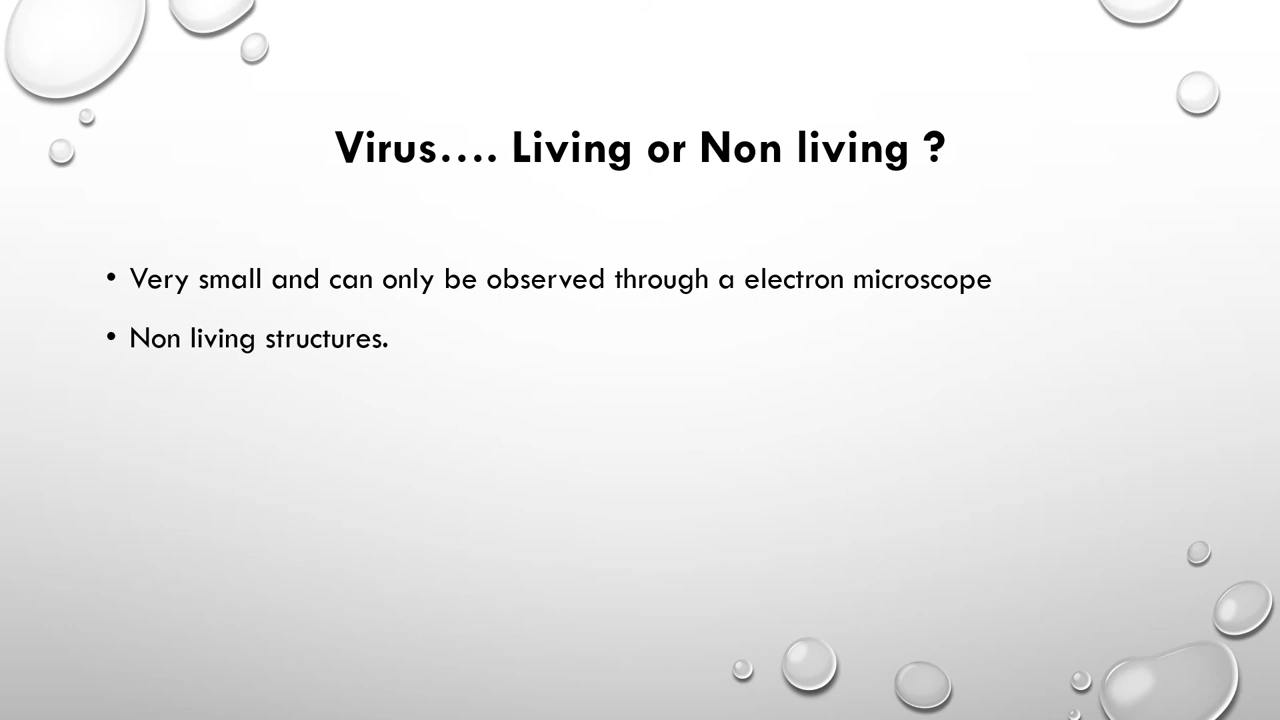 Virus.... Living or Non living ?
• Very small and can only be observed through a electron microscope
• Non living structures.